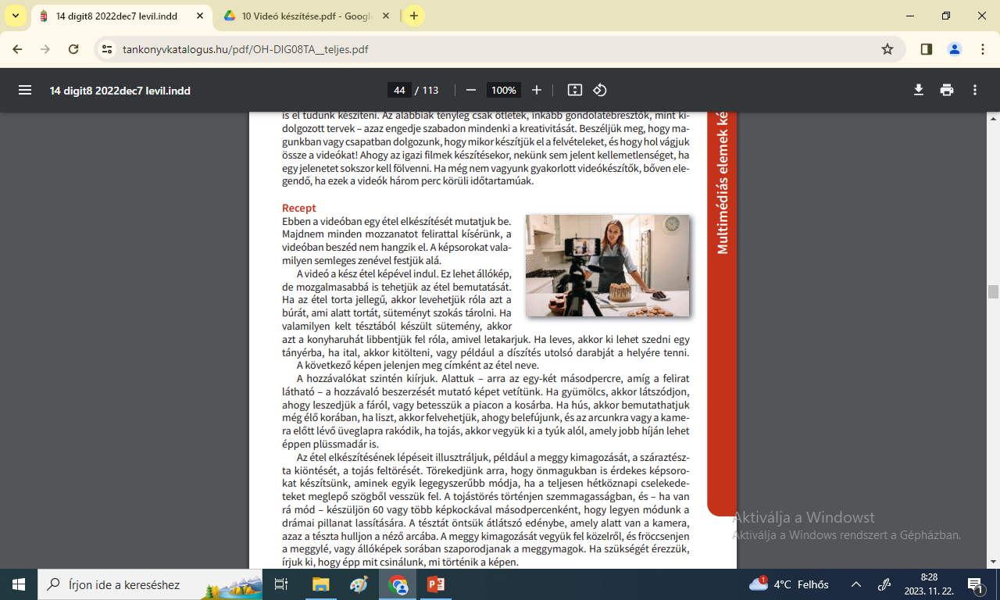 14 digit8 2022dec7 levil.indd
10 Videó készítése.pdf - Google
tankonyvkatalogus.hu/pdf/OH-DIG08TA__teljes.pdf
14 digit8 2022dec7 levil.indd
44 / 113
100%
is el tudunk készíteni. Az alábbiak tényleg csak ötletek, inkább gondolatébresztők, mint ki-
dolgozott tervek – azaz engedje szabadon mindenki a kreativitását. Beszéljük meg, hogy ma-
gunkban vagy csapatban dolgozunk, hogy mikor készítjük el a felvételeket, és hogy hol vágjuk
össze a videókat! Ahogy az igazi filmek készítésekor, nekünk sem jelent kellemetlenséget, ha
egy jelenetet sokszor kell fölvenni. Ha még nem vagyunk gyakorlott videókészítők, bőven ele-
gendő, ha ezek a videók három perc körüli időtartamúak.
Recept
Ebben a videóban egy étel elkészítését mutatjuk be.
Majdnem minden mozzanatot felirattal kísérünk, a
videóban beszéd nem hangzik el. A képsorokat vala-
milyen semleges zenével festjük alá.
A videó a kész étel képével indul. Ez lehet állókép,
de mozgalmasabbá is tehetjük az étel bemutatását.
Ha az étel torta jellegű, akkor levehetjük róla azt a
búrát, ami alatt tortát, süteményt szokás tárolni. Ha
valamilyen kelt tésztából készült sütemény, akkor
azt a konyharuhát libbentjük fel róla, amivel letakarjuk. Ha leves, akkor ki lehet szedni egy
tányérba, ha ital, akkor kitölteni, vagy például a díszítés utolsó darabját a helyére tenni.
A következő képen jelenjen meg címként az étel neve.
A hozzávalókat szintén kiírjuk. Alattuk – arra az egy-két másodpercre, amíg a felirat
látható – a hozzávaló beszerzését mutató képet vetítünk. Ha gyümölcs, akkor látszódjon,
ahogy leszedjük a fáról, vagy betesszük a piacon a kosárba. Ha hús, akkor bemutathatjuk
még élő korában, ha liszt, akkor felvehetjük, ahogy belefújunk, és az arcunkra vagy a kame-
ra előtt lévő üveglapra rakódik, ha tojás, akkor vegyük ki a tyúk alól, amely jobb híján lehet
éppen plüssmadár is.
Az étel elkészítésének lépéseit illusztráljuk, például a meggy kimagozását, a száraztész-
ta kiöntését, a tojás feltörését. Törekedjünk arra, hogy önmagukban is érdekes képsoro-
kat készítsünk, aminek egyik legegyszerűbb módja, ha a teljesen hétköznapi cselekede-
teket meglepő szögből vesszük fel. A tojástörés történjen szemmagasságban, és – ha van
rá mód – készüljön 60 vagy több képkockával másodpercenként, hogy legyen módunk a
drámai pillanat lassítására. A tésztát öntsük átlátszó edénybe, amely alatt van a kamera,
azaz a tészta hulljon a néző arcába. A meggy kimagozását vegyük fel közelről, és fröccsenjen
a meggylé, vagy állóképek sorában szaporodjanak a meggymagok. Ha szükségét érezzük,
írjuk ki, hogy épp mit csinálunk, mi történik a képen.
Multimédiás elemek ké
Aktiválja a Windowst
Aktiválja a Windows rendszert a Gépházban.
Írjon ide a kereséshez
1
4°C Felhős
8:28
2023. 11. 22.
1